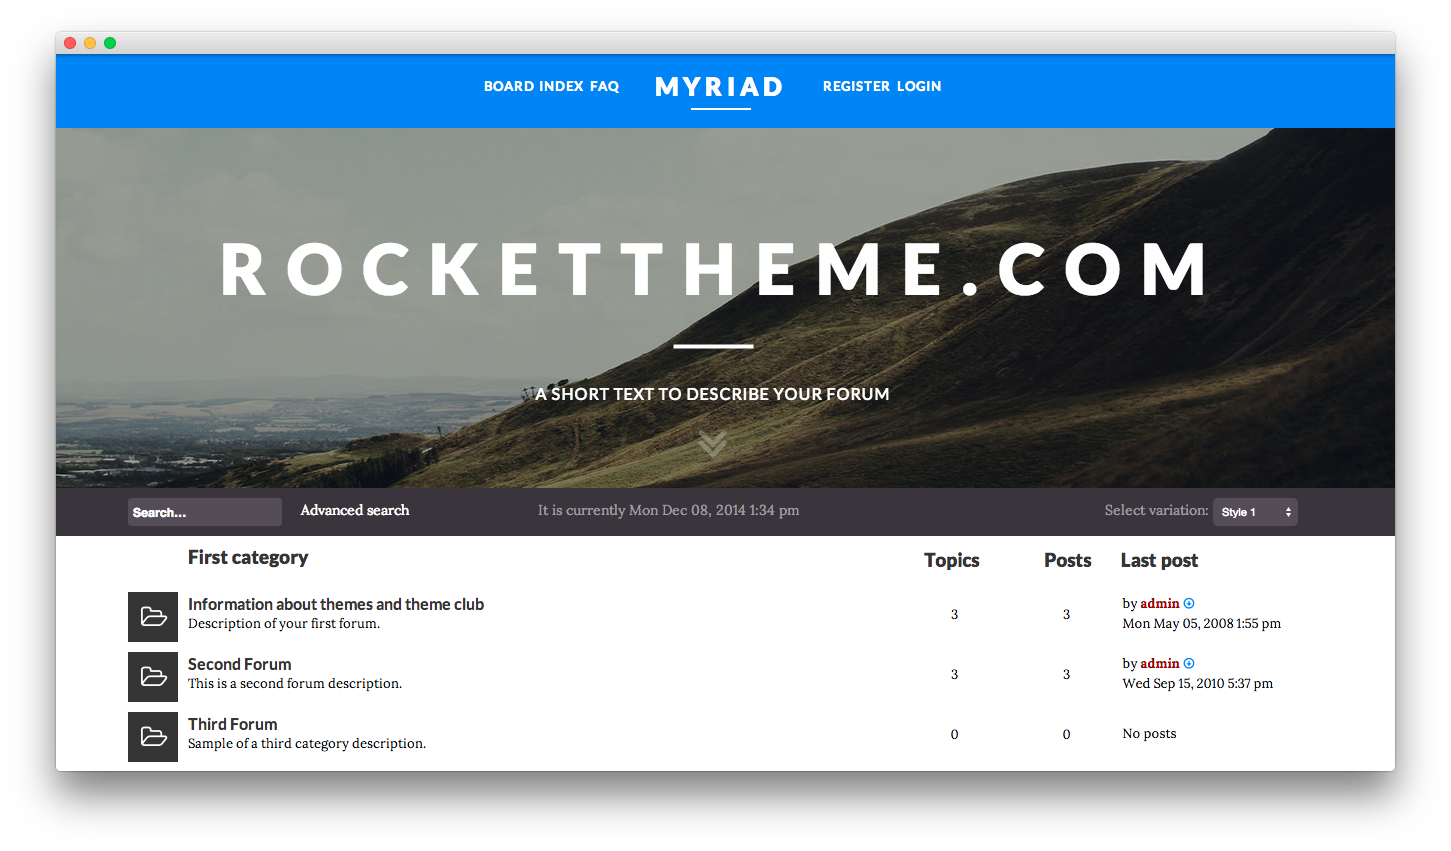 BOARD INDEX FAQ MYRIAD REGISTER LOGIN
ROCKETTHEME.COM
A SHORT TEXT TO DESCRIBE YOUR FORUM
Search... Advanced search It is currently Mon Dec 08, 2014 1:34 pm Select variation: Style 1
First category Topics Posts Last post
Information about themes and theme club
Description of your first forum.
3 3
by admin
Mon May 05, 2008 1:55 pm
Second Forum
This is a second forum description.
3 3
by admin
Wed Sep 15, 2010 5:37 pm
Third Forum
Sample of a third category description.
0 0 No posts